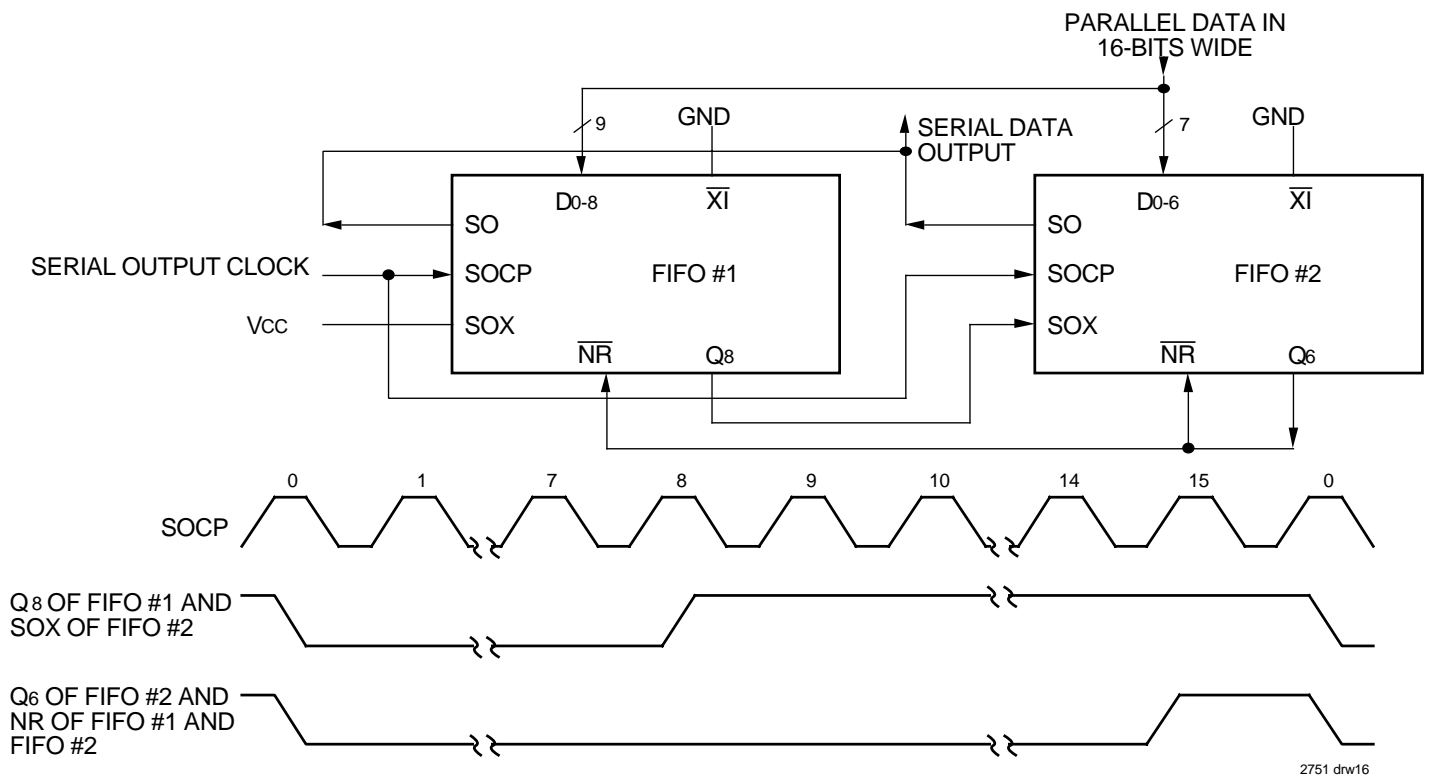 PARALLEL DATA IN
16-BITS WIDE
9
GND
SERIAL DATA
OUTPUT
7
GND
D0-8
XI
D0-6
XI
SO
SO
SERIAL OUTPUT CLOCK
SOCP
FIFO #1
SOCP
FIFO #2
VCC
SOX
SOX
NR
Q8
NR
Q6
0
1
7
8
9
10
14
15
0
SOCP
Q8 OF FIFO #1 AND
SOX OF FIFO #2
Q6 OF FIFO #2 AND
NR OF FIFO #1 AND
FIFO #2
2751 drw16